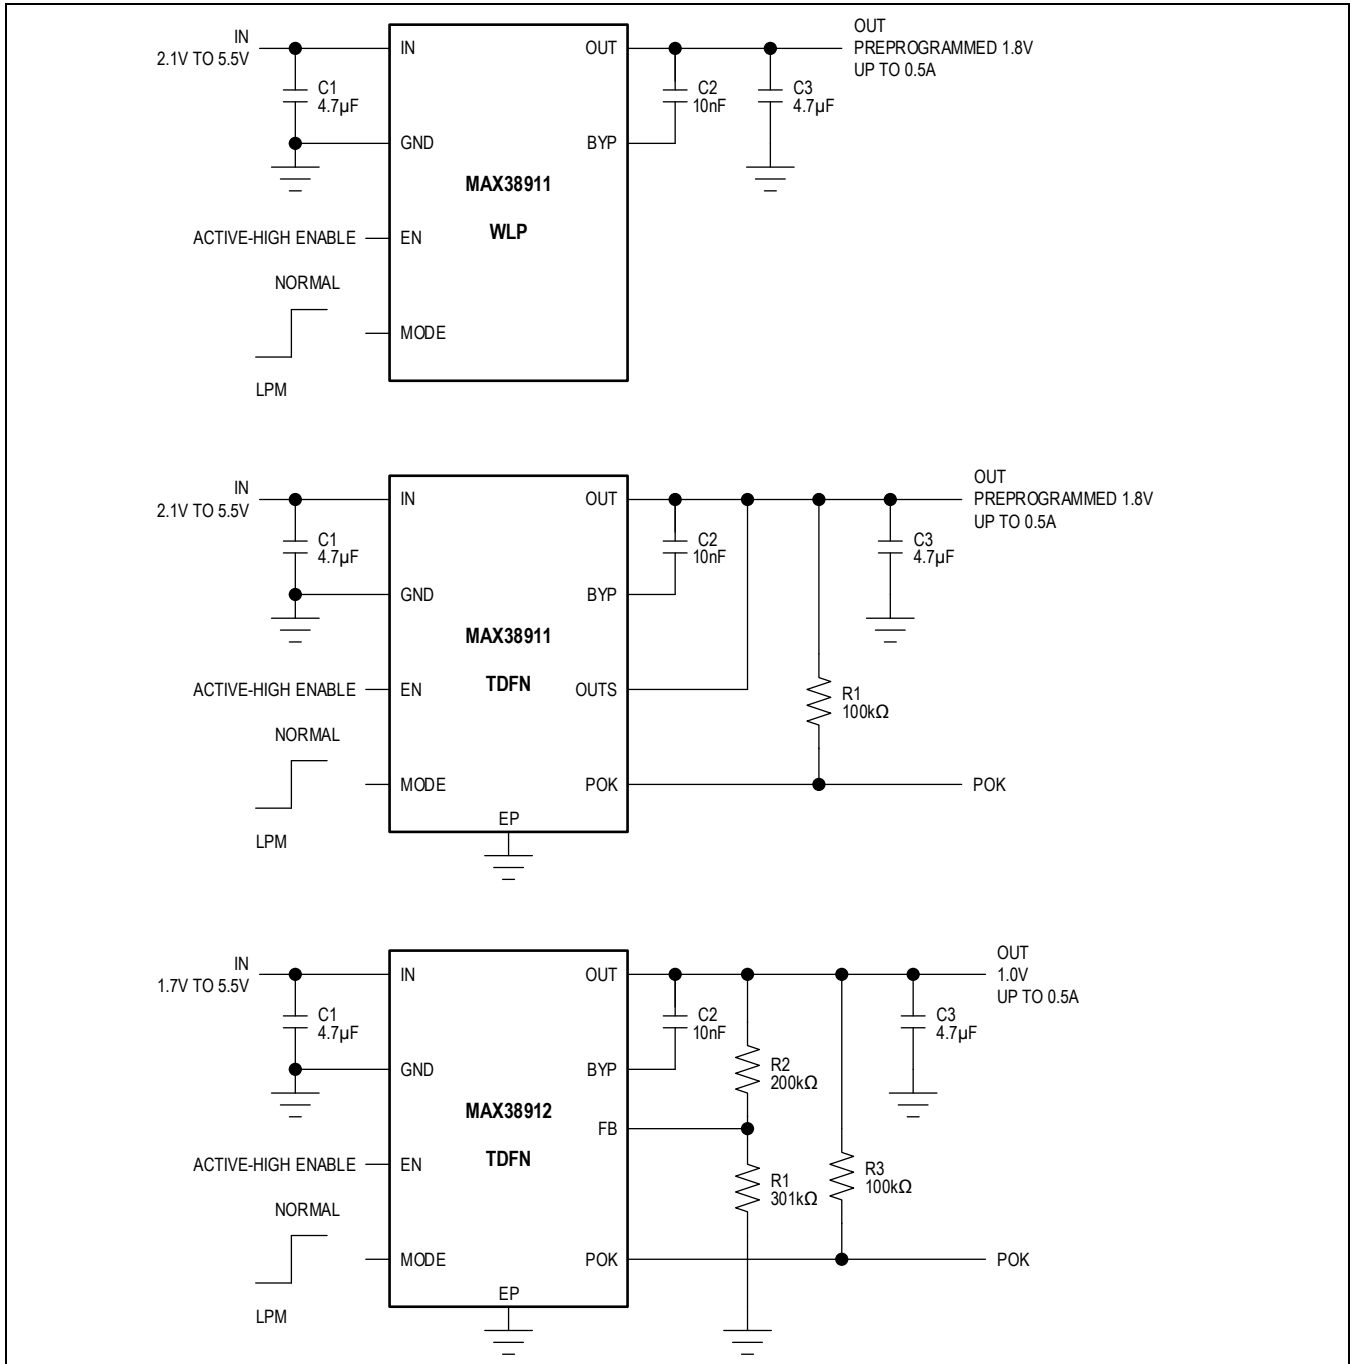 IN
2.1V TO 5.5V
C1
4.7µF
IN
GND
EN
MODE
MAX38911
WLP
OUT
BYP
C2
10nF
C3
4.7µF
OUT
PREPROGRAMMED 1.8V
UP TO 0.5A
ACTIVE-HIGH ENABLE
NORMAL
LPM
IN
2.1V TO 5.5V
C1
4.7µF
IN
GND
EN
MODE
MAX38911
TDFN
EP
OUT
BYP
OUTS
POK
C2
10nF
R1
100kΩ
C3
4.7µF
OUT
PREPROGRAMMED 1.8V
UP TO 0.5A
POK
ACTIVE-HIGH ENABLE
NORMAL
LPM
IN
1.7V TO 5.5V
C1
4.7µF
IN
GND
EN
MODE
MAX38912
TDFN
EP
OUT
BYP
FB
POK
C2
10nF
R2
200kΩ
R1
301kΩ
R3
100kΩ
C3
4.7µF
OUT
1.0V
UP TO 0.5A
POK
ACTIVE-HIGH ENABLE
NORMAL
LPM